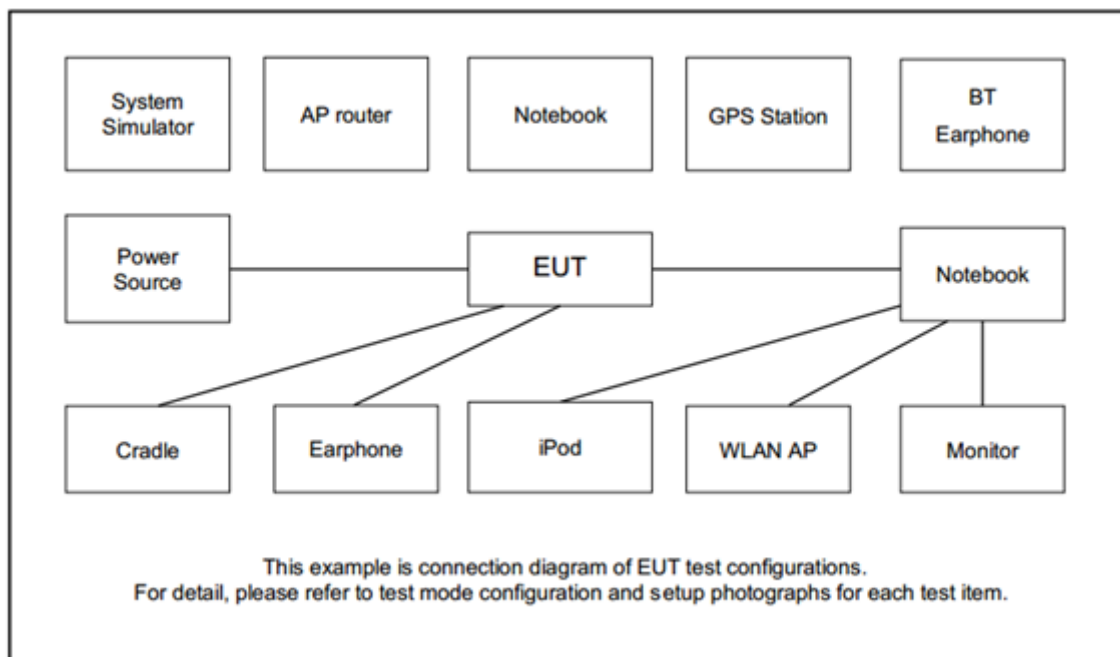 System
Simulator
AP router
Notebook
GPS Station
BT
Earphone
Power
Source
EUT
Notebook
Cradle
Earphone
iPod
WLAN AP
Monitor
This example is connection diagram of EUT test configurations.
For detail, please refer to test mode configuration and setup photographs for each test item.